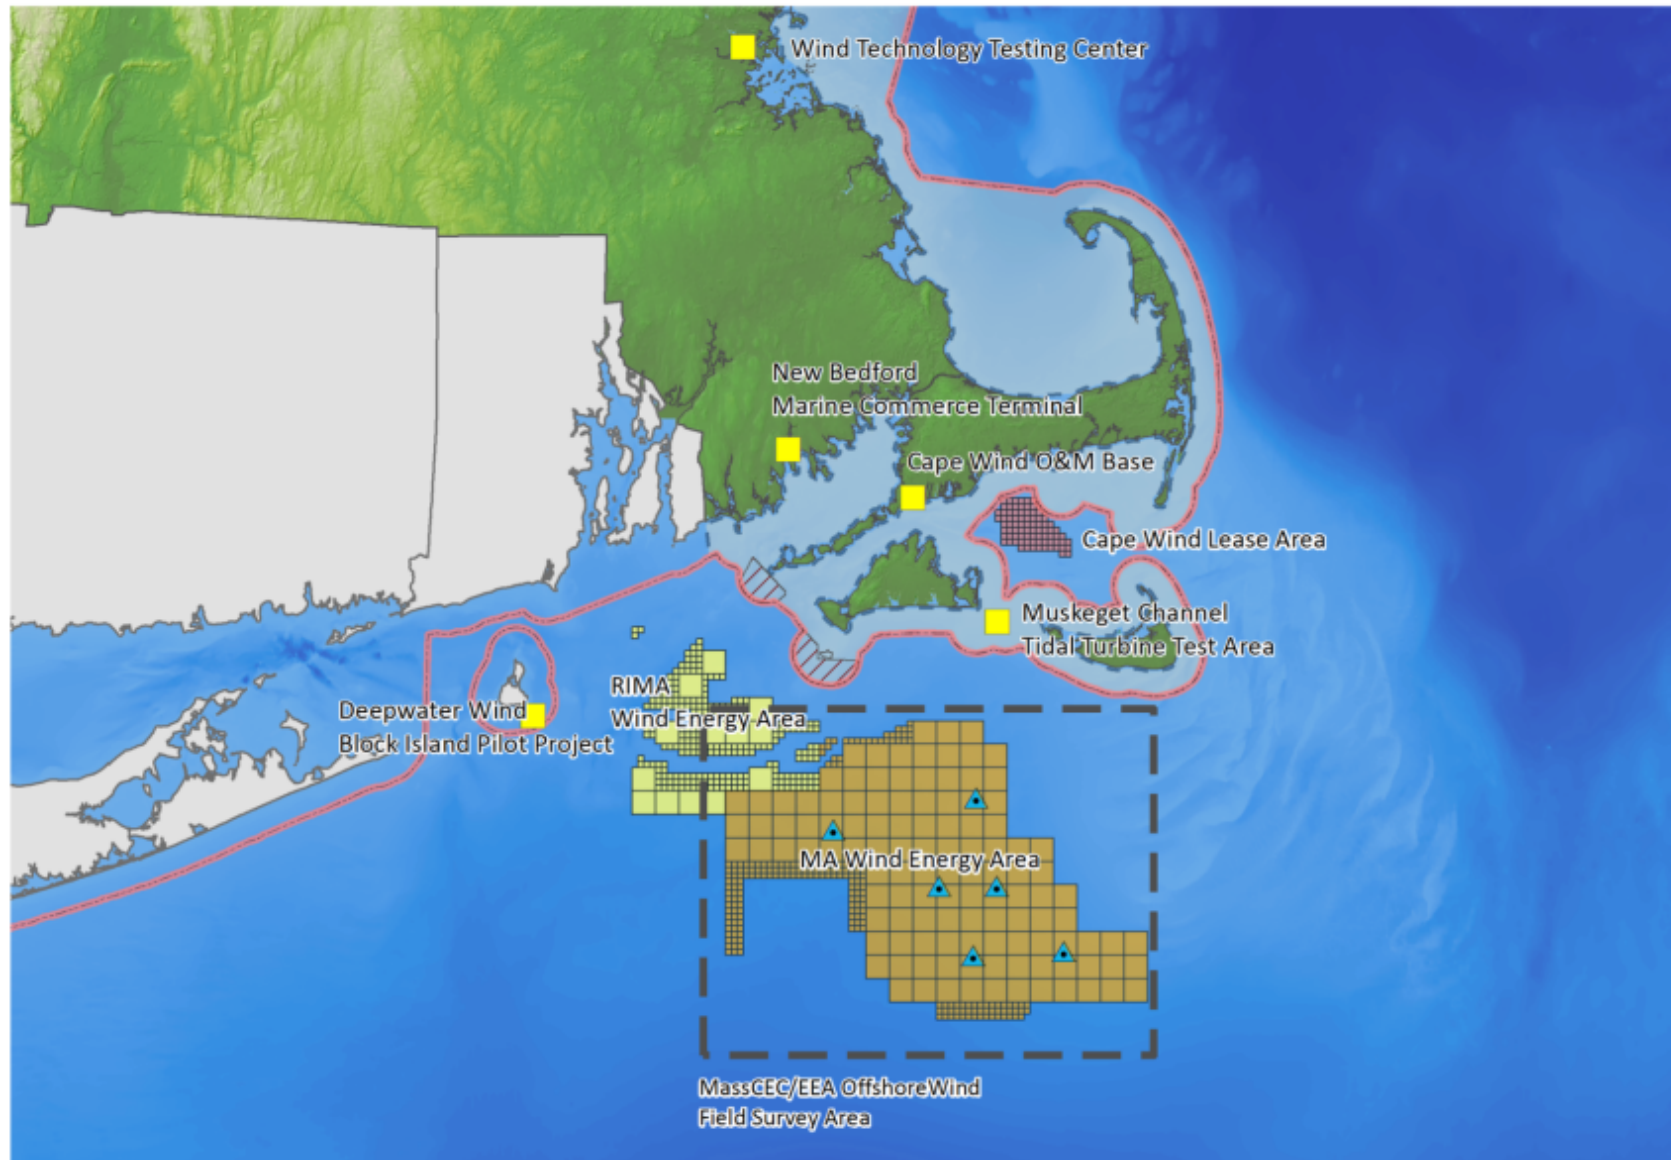 Wind Technology Testing Center
New Bedford
Marine Commerce Terminal
Cape Wind O&M Base
Cape Wind Lease Area
Muskeget Channel
Tidal Turbine Test Area
RIMA
Wind Energy Area
Deepwater Wind
Block Island Pilot Project
MA Wind Energy Area
MassCEC/EEA OffshoreWind
Field Survey Area